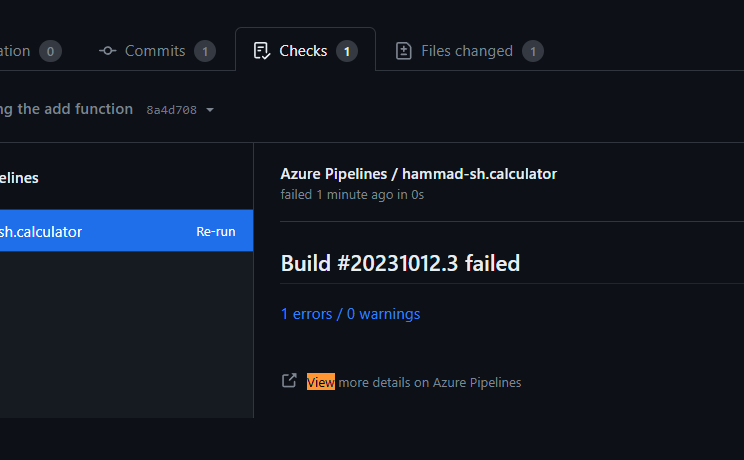 ation 0 Commits 1 Checks 1 Files changed 1
ng the add function 8a4d708
elines
sh.calculator Re-run
Azure Pipelines / hammad-sh.calculator
failed 1 minute ago in 0s
Build #20231012.3 failed
1 errors / 0 warnings
View more details on Azure Pipelines